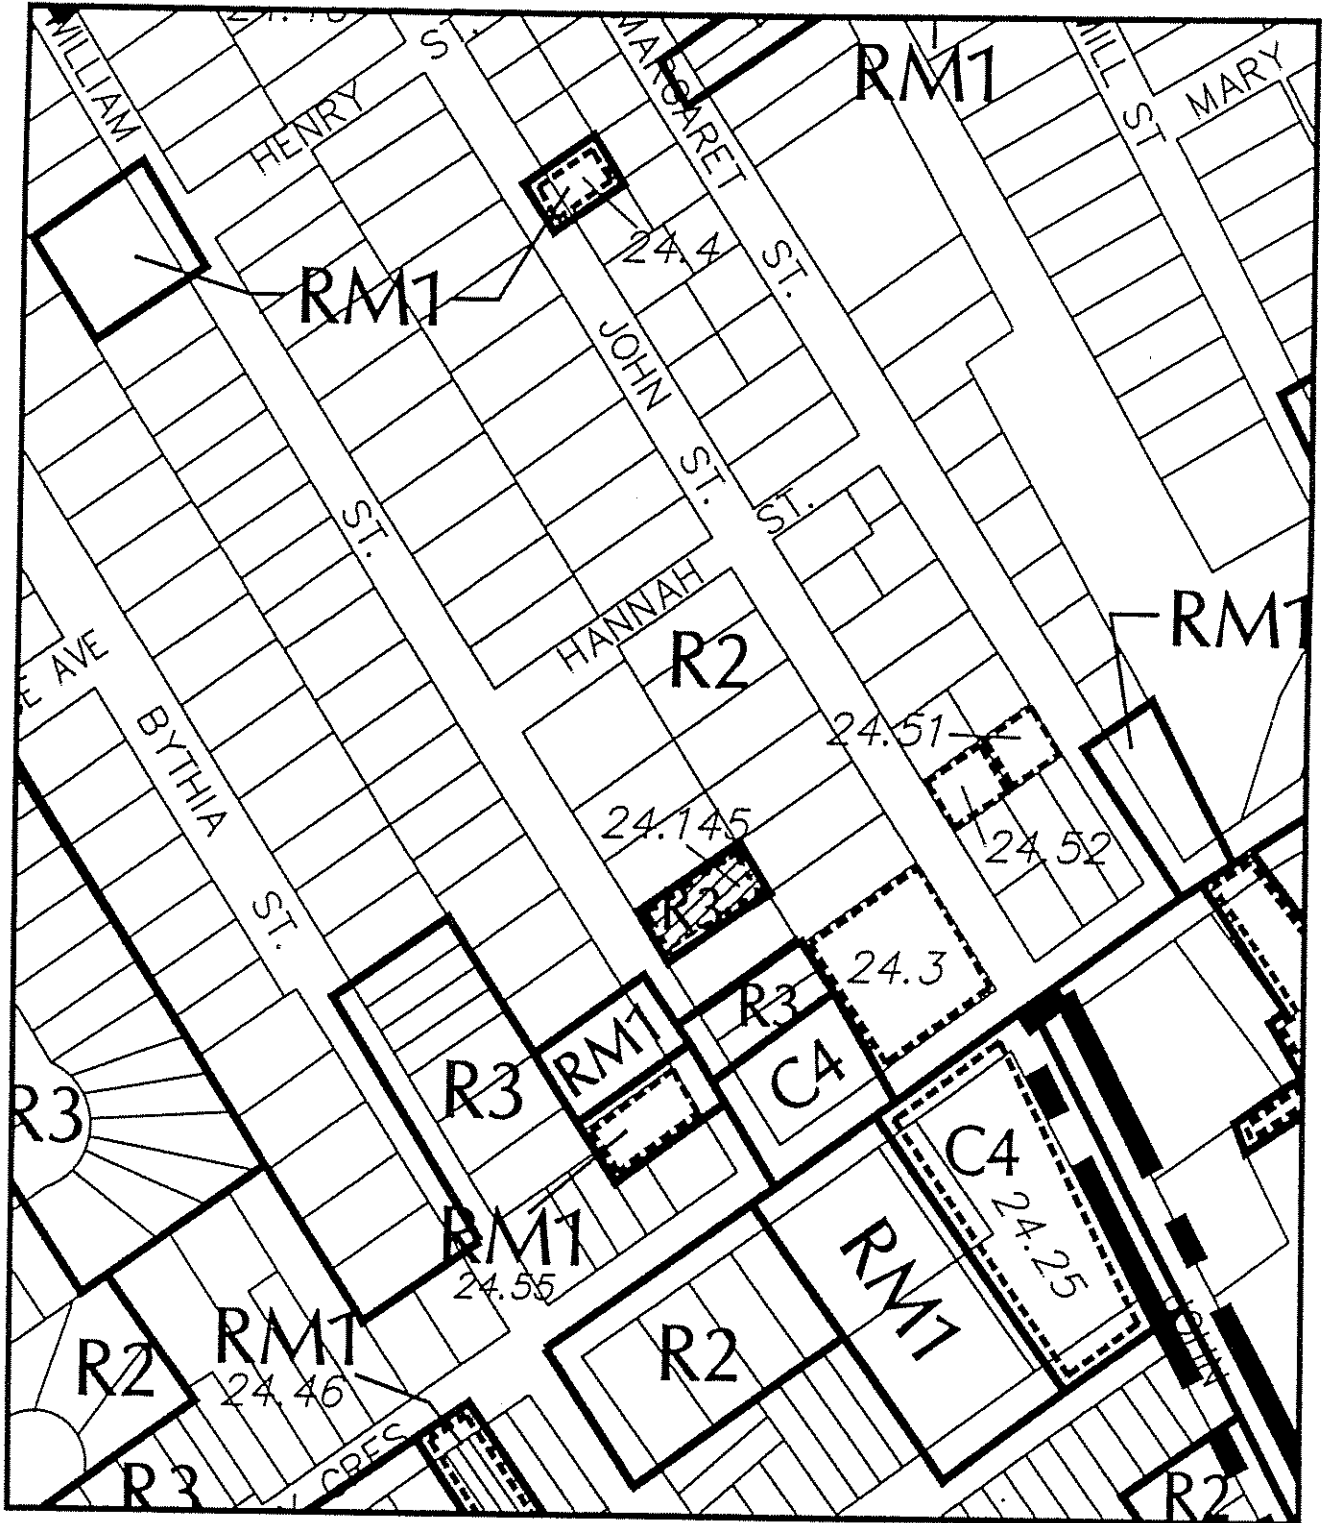 WILLIAM
HENRY
ST.
MARGARET
RM1
MILL ST
MARY
24.4
ST.
RM1
JOHN
ST.
ST.
ST.
HANNAH
RM1
R2
AVE
BYTHIA
24.51
24.145
24.52
R3
ST.
24.3
R3
RM1
C4
R3
R3
C4
24.25
RM1
24.55
RM1
RM1
24.46
R2
R2
CRES
R3
R2